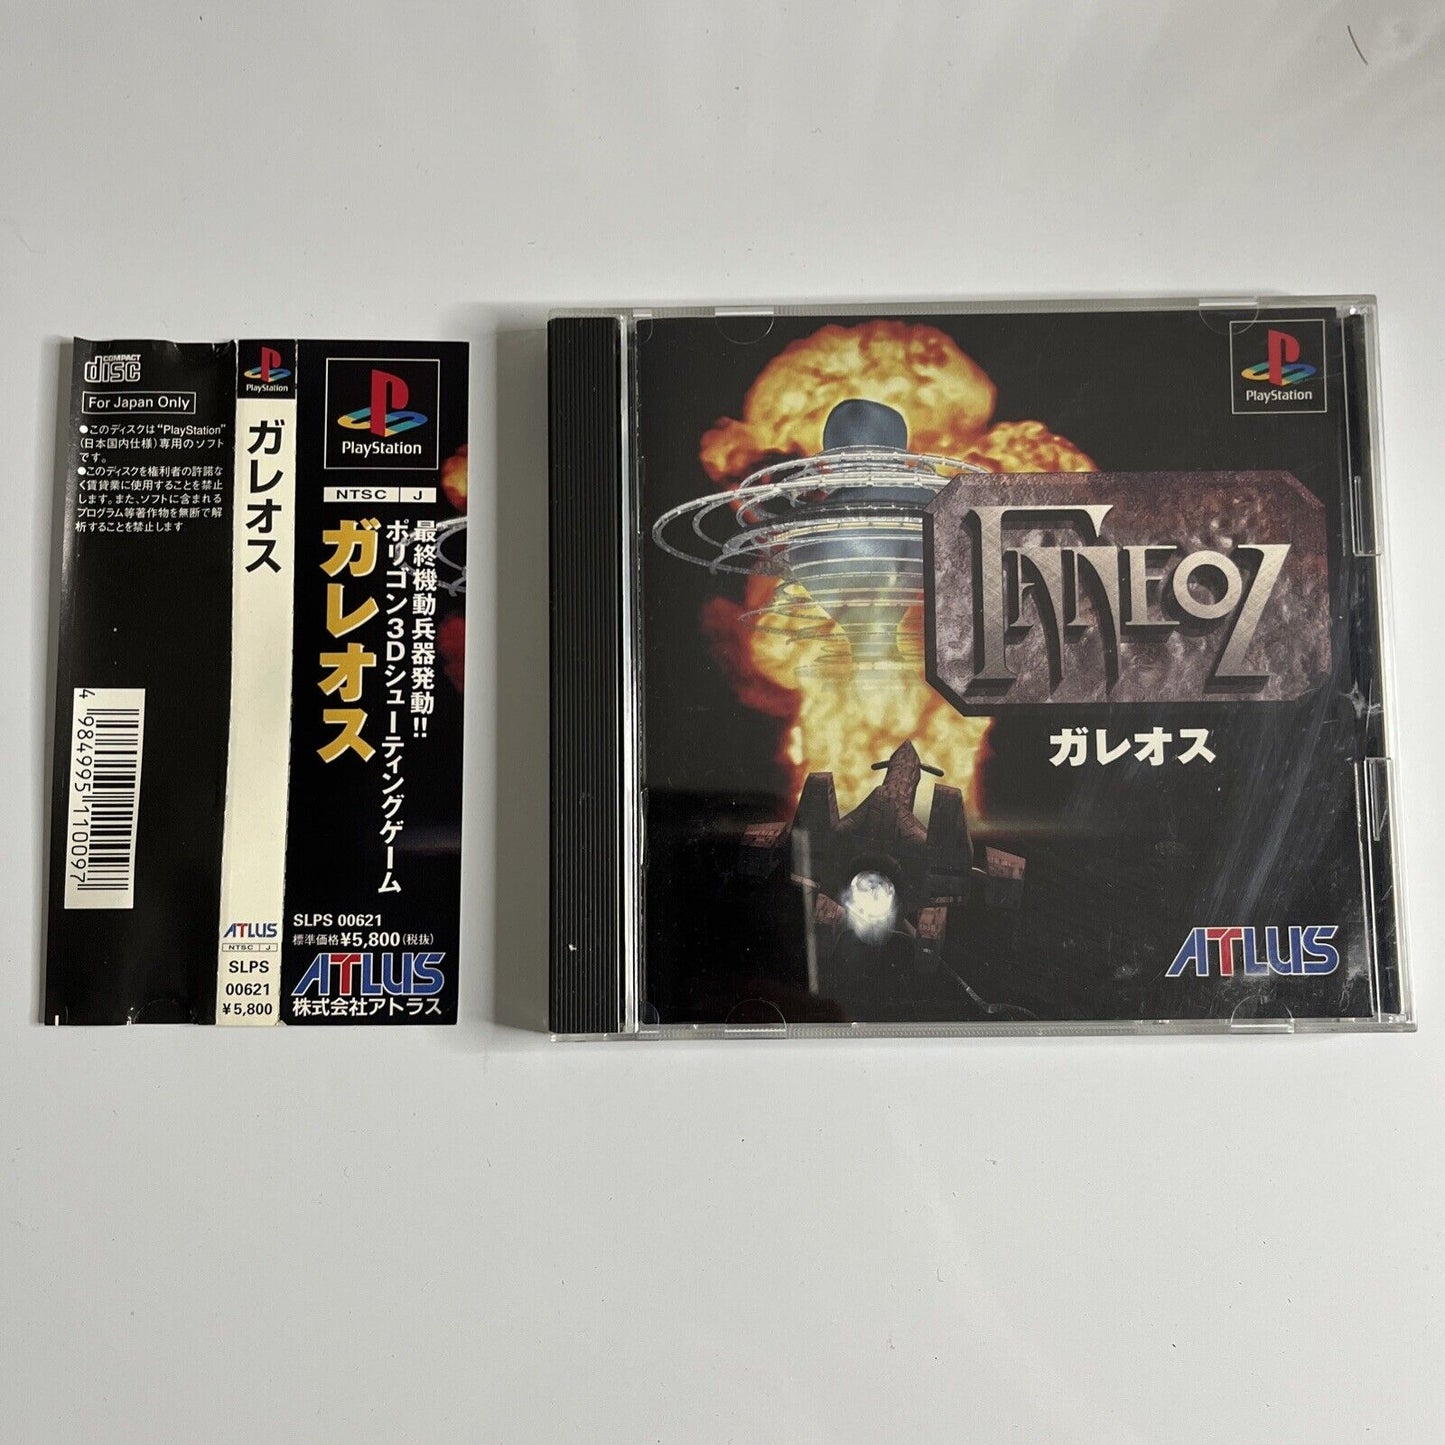 COMPACT
disc
For Japan Only
●このディスクは“PlayStation”
(日本国内仕様)専用のソフト
です。
●このディスクを権利者の許諾な
く賃貸業に使用することを禁止
します。また、ソフトに含まれる
プログラム等著作物を無断で解
析することを禁止します
4984995110097
PlayStation
ガレオス
ATLUS
NTSC J
SLPS
00621
¥5,800
PlayStation
NTSC J
最終機動兵器発動!!
ポリゴン3Dシューティングゲーム
ガレオス
SLPS 00621
標準価格¥5,800(税抜)
ATLUS
株式会社アトラス
PlayStation
ガレオス
ATLUS